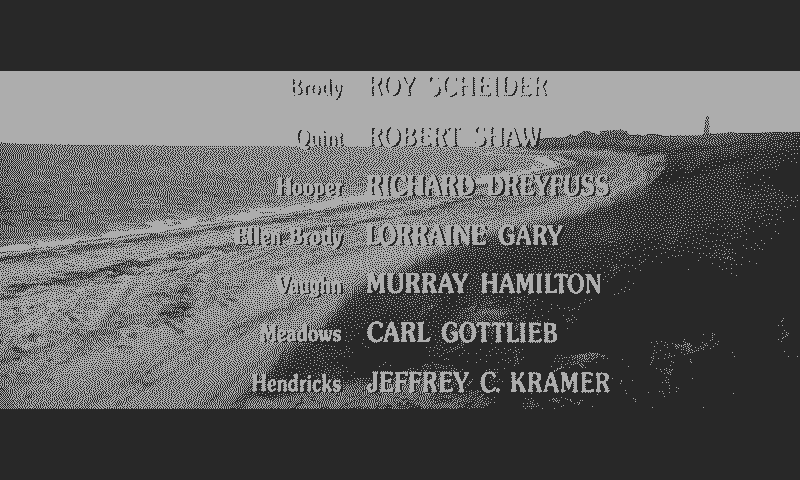 Brody ROY SCHEIDER
Quint ROBERT SHAW
Hooper RICHARD DREYFUSS
Ellen Brody LORRAINE GARY
Vaughn MURRAY HAMILTON
Meadows CARL GOTTLIEB
Hendricks JEFFREY C. KRAMER